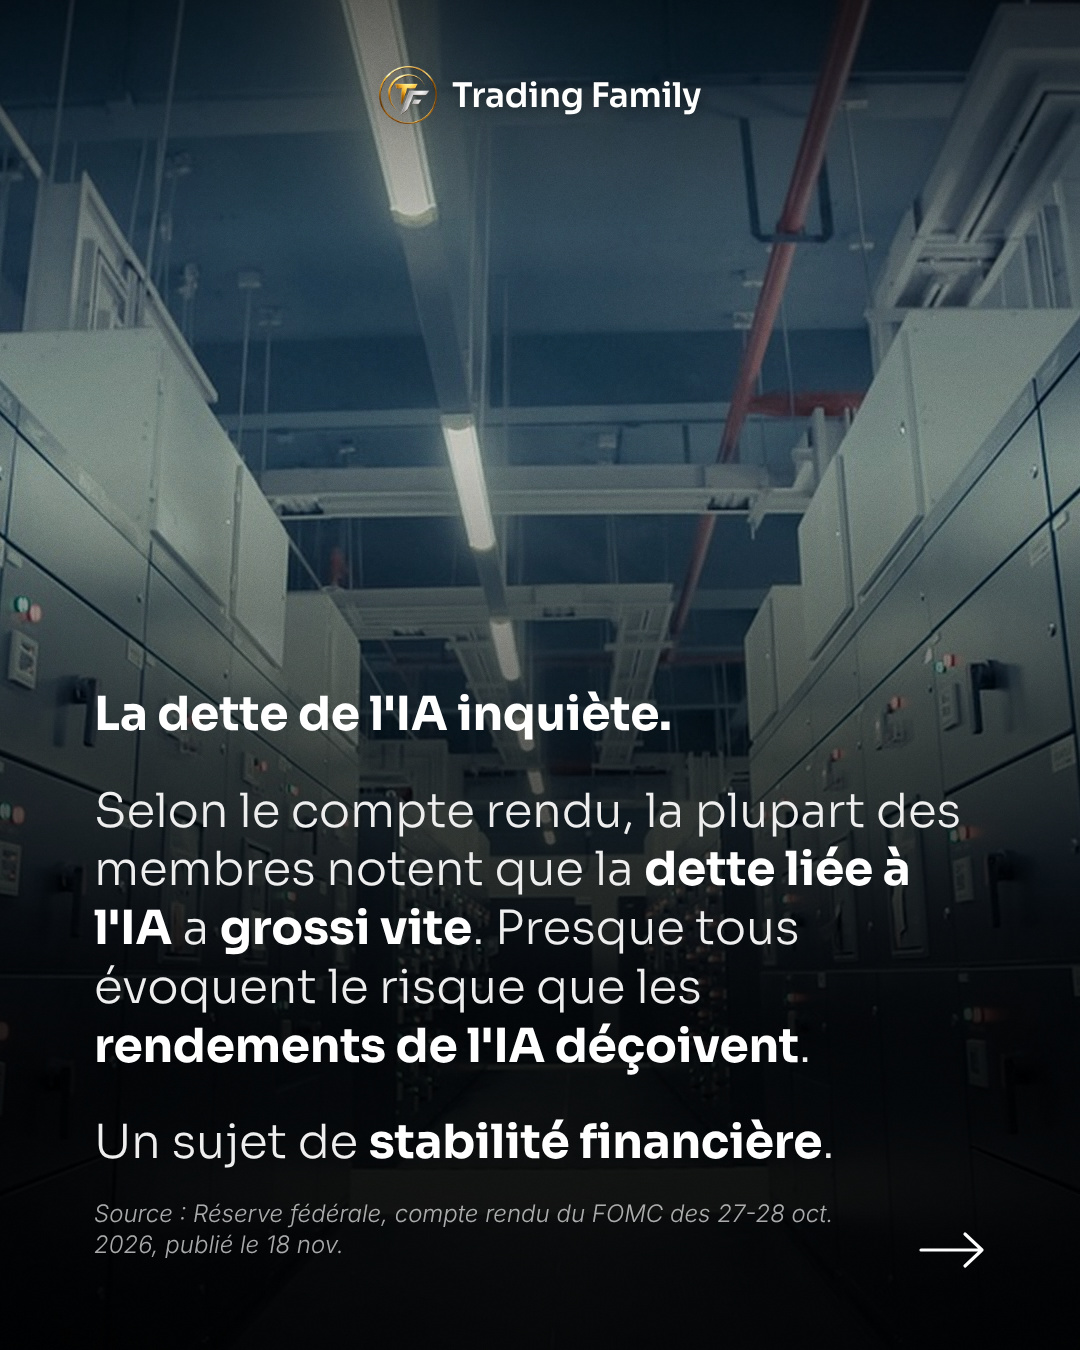 Trading Family
La dette de l'IA inquiète.
Selon le compte rendu, la plupart des
membres notent que la dette liée à
l'IA a grossi vite. Presque tous
évoquent le risque que les
rendements de l'IA déçoivent.
Un sujet de stabilité financière.
Source : Réserve fédérale, compte rendu du FOMC des 27-28 oct.
2026, publié le 18 nov.